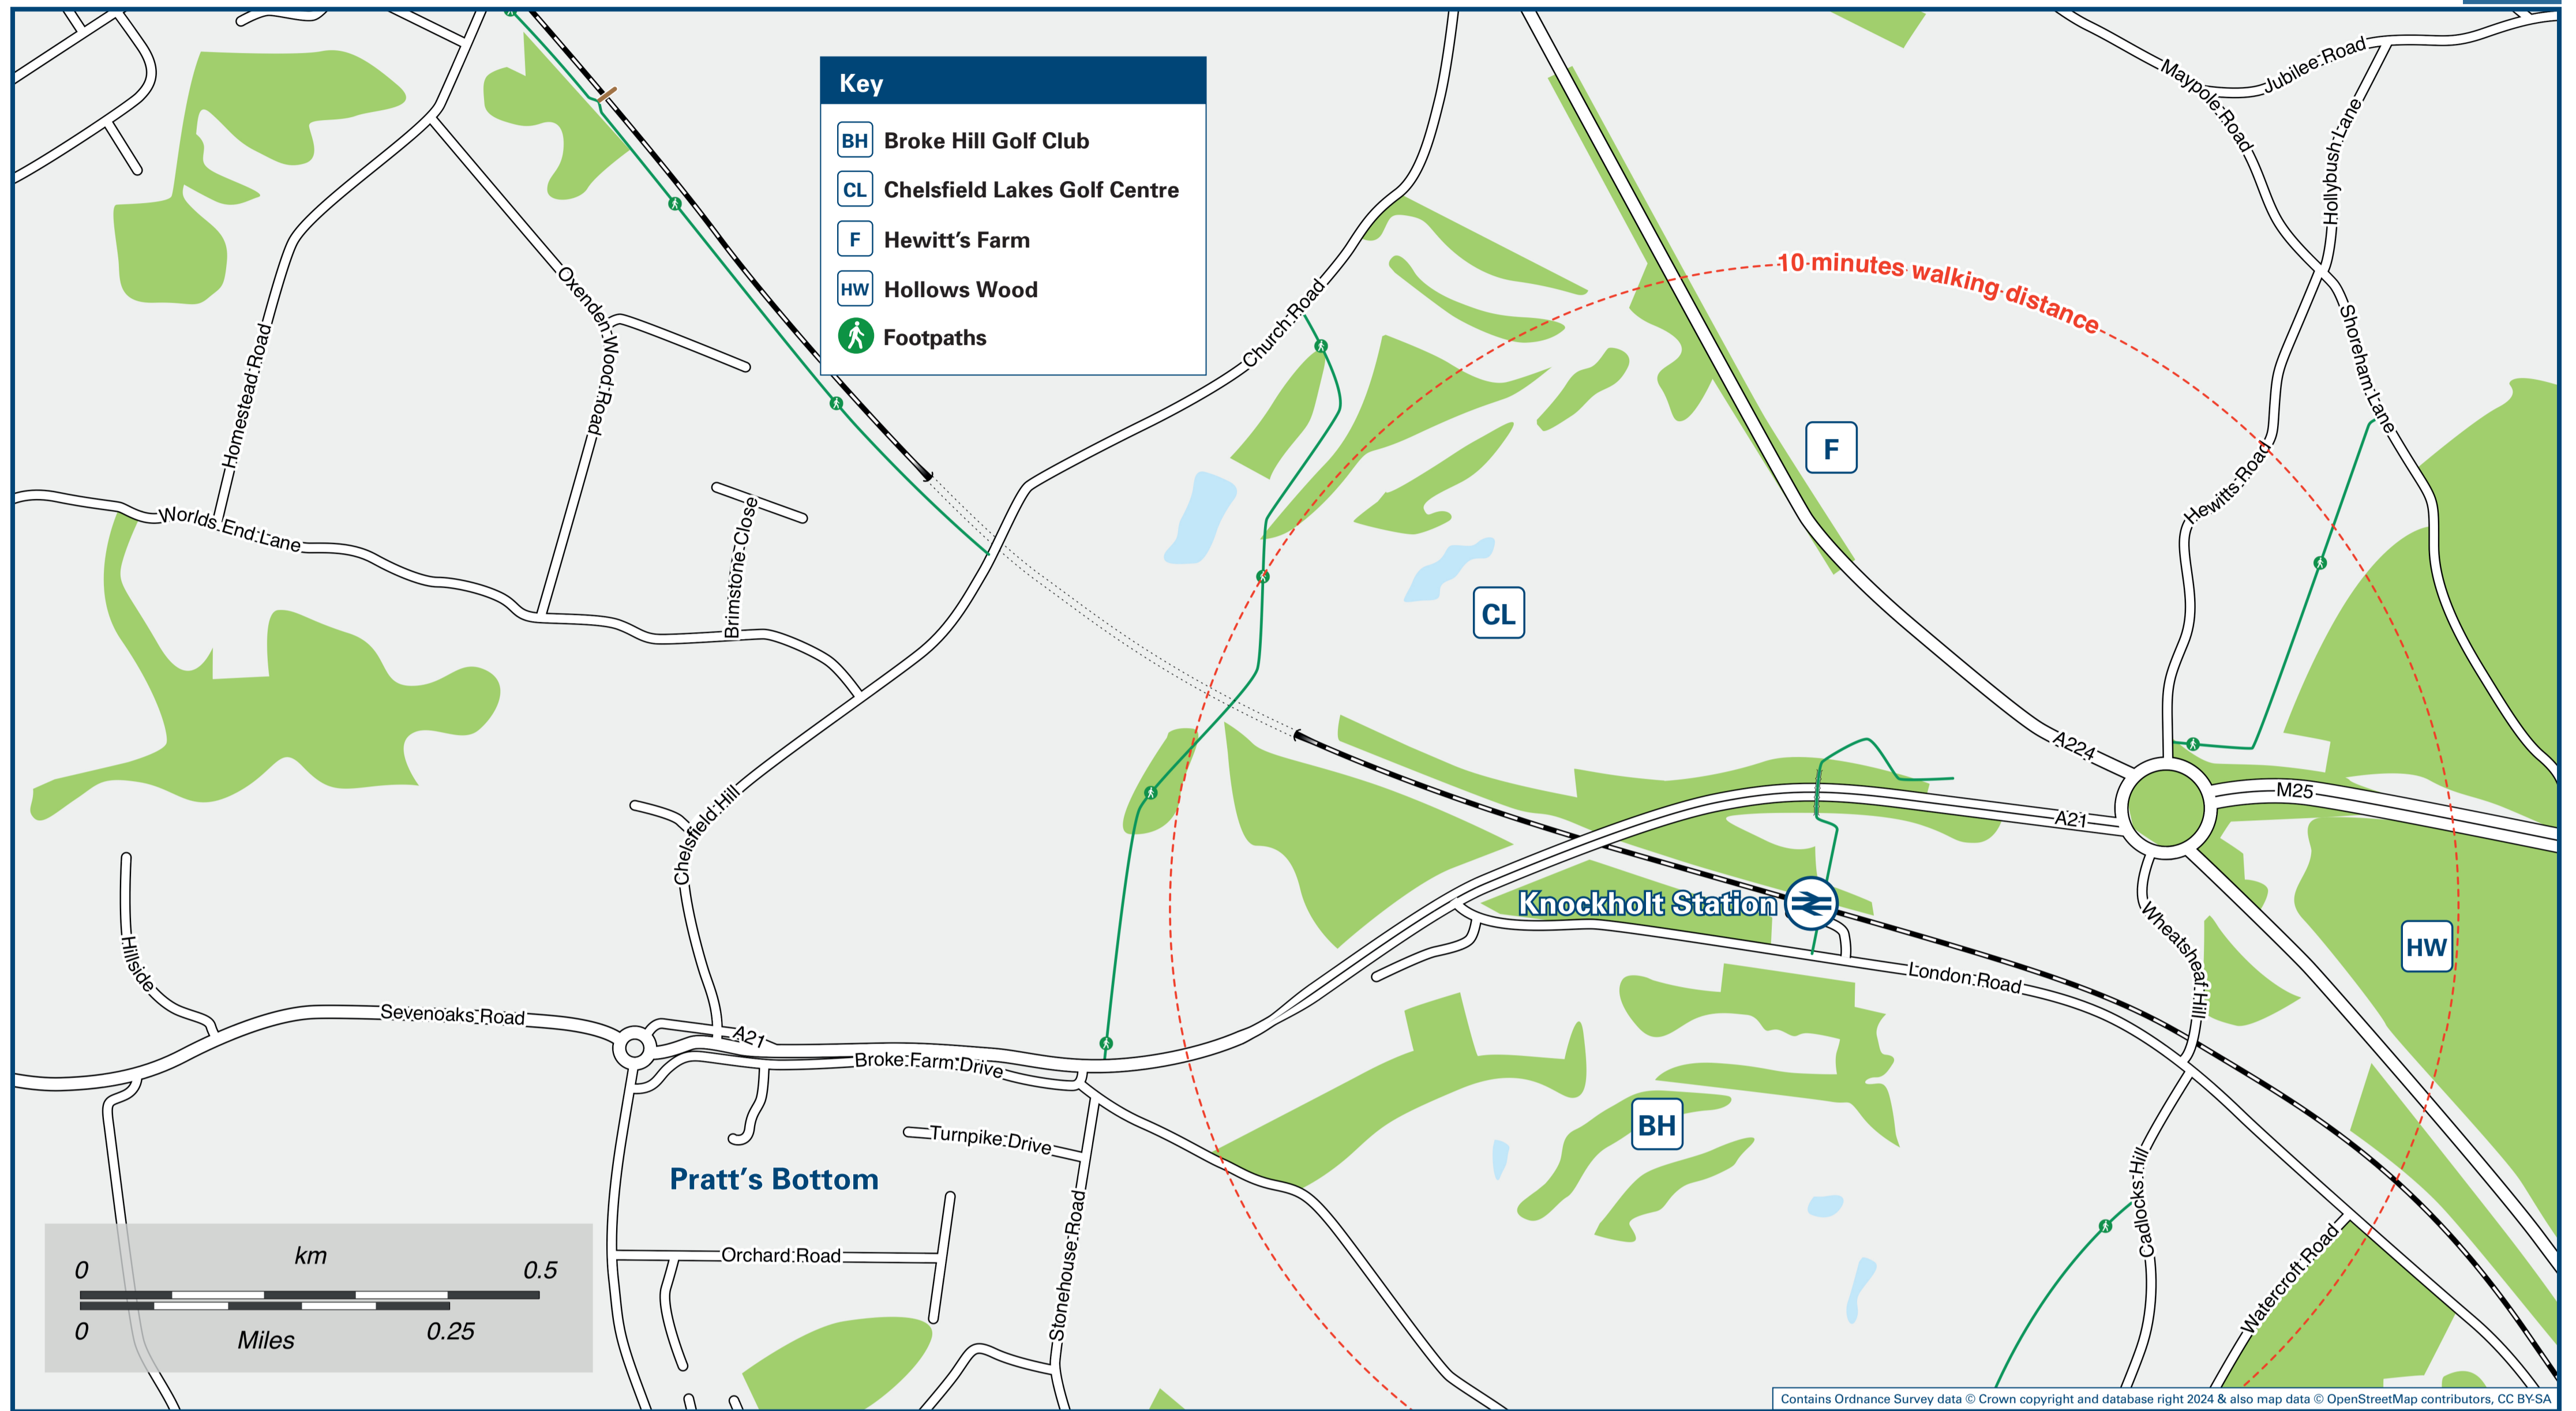 Key
BH Broke Hill Golf Club
CL Chelsfield Lakes Golf Centre
F Hewitt's Farm
HW Hollows Wood
Footpaths
Maypole Road
Jubilee Road
Hollybush Lane
10 minutes walking distance
Shoreham Lane
Church Road
Oxenden Wood Road
Homestead Road
F
Hewitts Road
Worlds End Lane
Brimstone Close
CL
A224
M25
A21
Chelsfield Hill
Knockholt Station
Wheatsheaf Hill
HW
Hillside
London Road
Sevenoaks Road
A21
Broke Farm Drive
BH
Turnpike Drive
Pratt's Bottom
Cadlocks Hill
Stonehouse Road
Orchard Road
Watercroft Road
km
0 0.5
0 0.25
Miles
Contains Ordnance Survey data © Crown copyright and database right 2024 & also map data © OpenStreetMap contributors, CC BY-SA